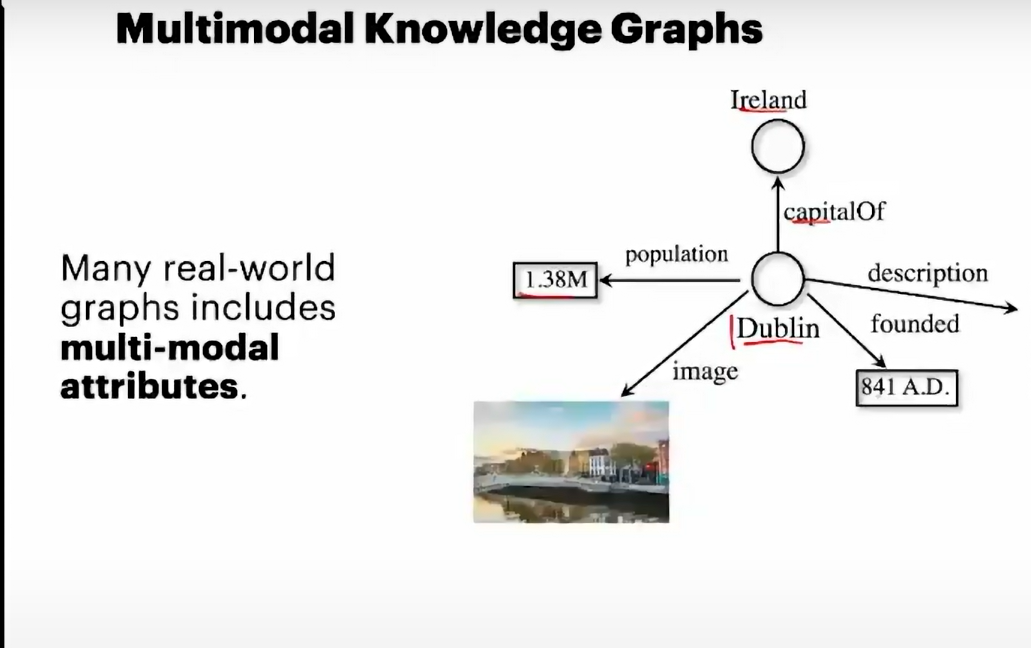 Multimodal Knowledge Graphs
Ireland
capitalOf
population
1.38M
description
Dublin
founded
image
841 A.D.
Many real-world
graphs includes
multi-modal
attributes.